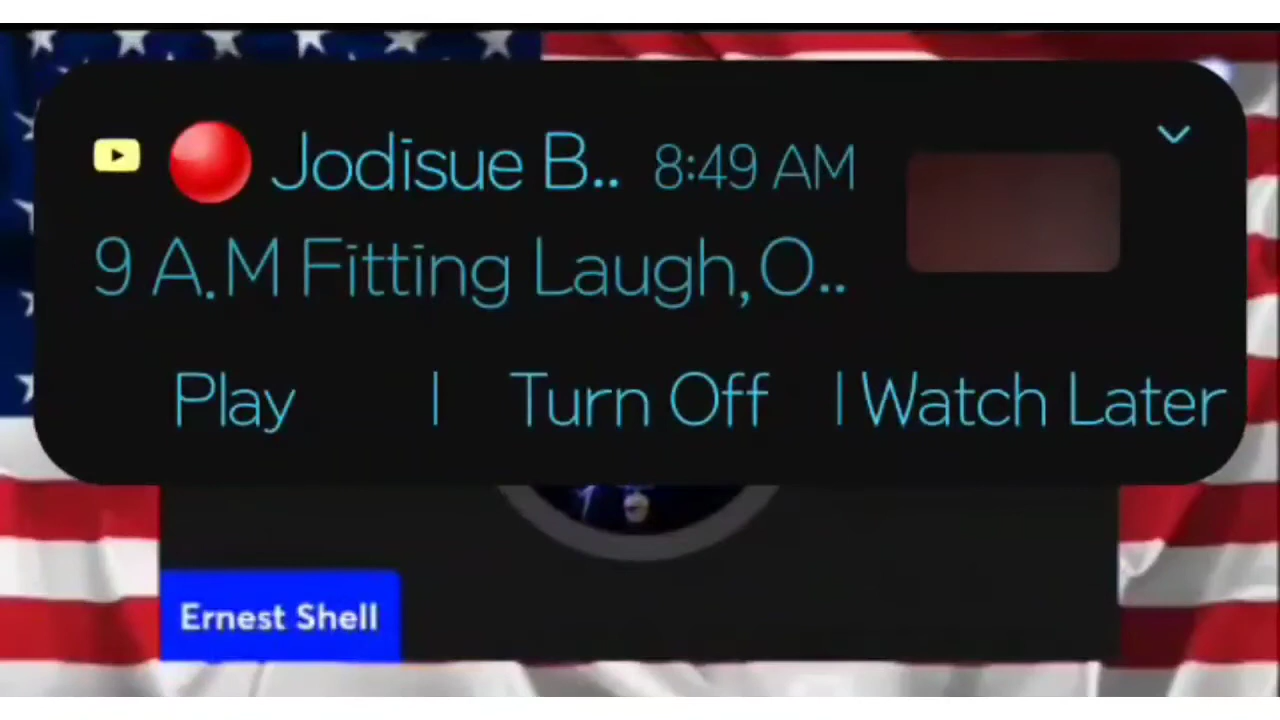 Jodisue B.. 8:49 AM
9 A.M Fitting Laugh,O..
Play | Turn Off | Watch Later
Ernest Shell